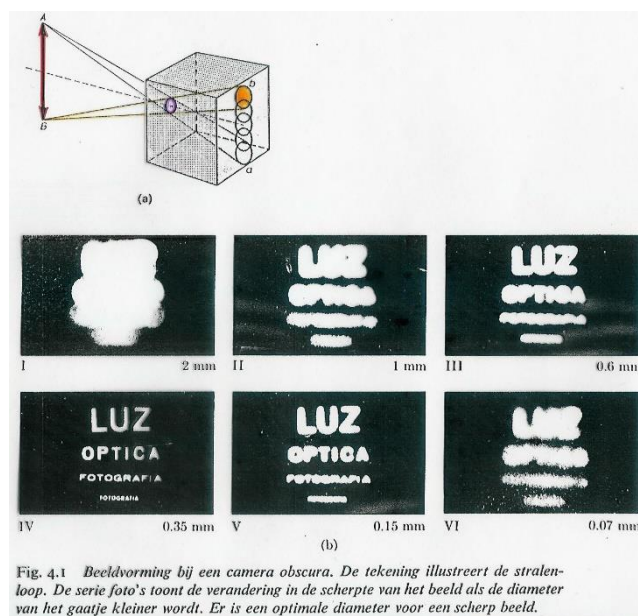 A
B
b
a
(a)
LUZ
OPTICA
LUZ
OPTICA
I 2 mm
II 1 mm
III 0.6 mm
LUZ
OPTICA
FOTOGRAFIA
FOTOGRAFIA
LUZ
OPTICA
FOTOGRAFIA
LUZ
IV 0.35 mm
V 0.15 mm
VI 0.07 mm
(b)
Fig. 4.1 Beeldvorming bij een camera obscura. De tekening illustreert de stralen-
loop. De serie foto's toont de verandering in de scherpte van het beeld als de diameter
van het gaatje kleiner wordt. Er is een optimale diameter voor een scherp beeld.